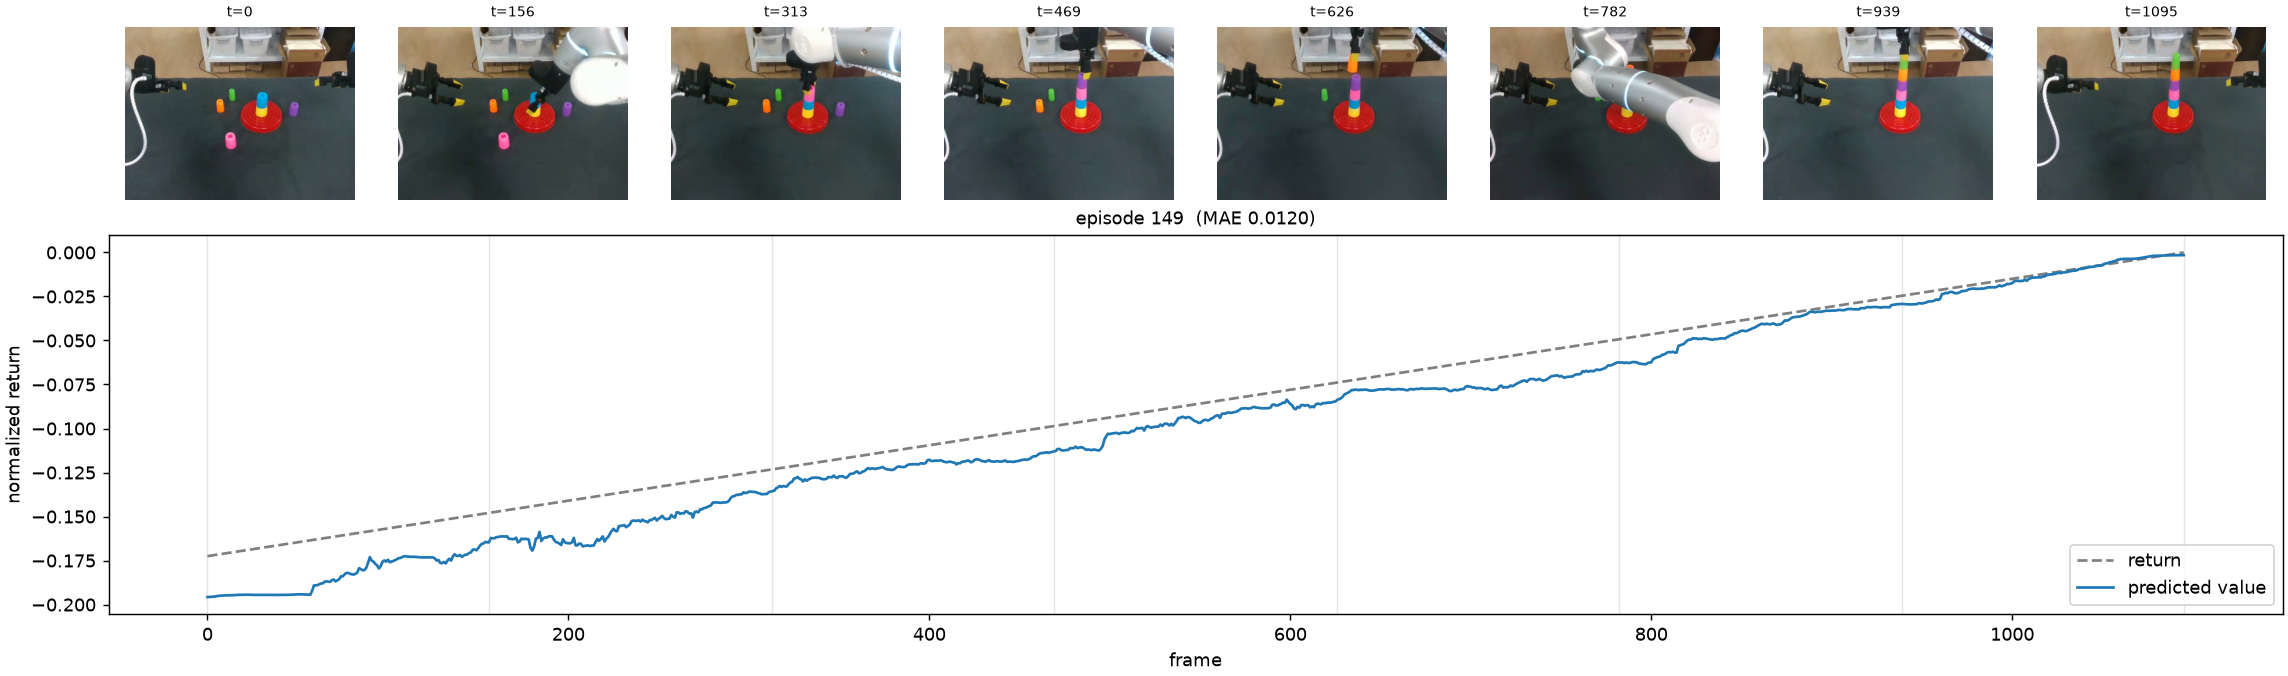 t=0 t=156 t=313 t=469 t=626 t=782 t=939 t=1095
episode 149 (MAE 0.0120)
normalized return
0.000
−0.025
−0.050
−0.075
−0.100
−0.125
−0.150
−0.175
−0.200
return
predicted value
0 200 400 600 800 1000
frame